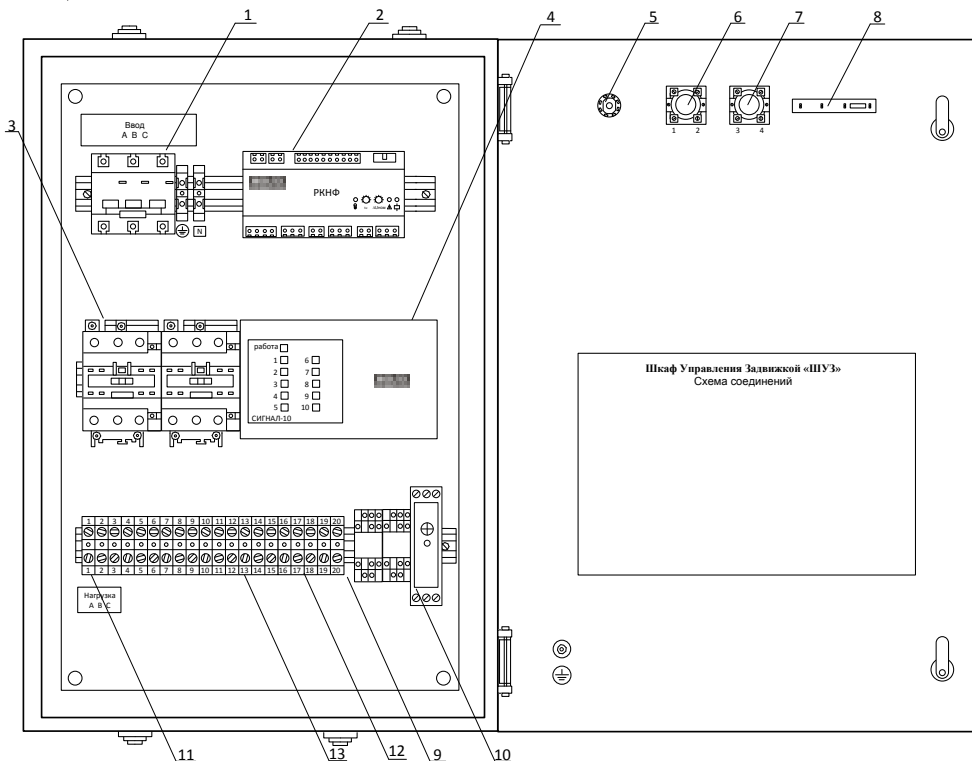 1
2
4
5
6
7
8
3
Ввод
А В С
РКНФ
N
1 2
3 4
работа
1 6
2 7
3 8
4 9
5 10
СИГНАЛ-10
Шкаф Управления Задвижкой «ШУЗ»
Схема соединений
1 2 3 4 5 6 7 8 9 10 11 12 13 14 15 16 17 18 19 20
1 2 3 4 5 6 7 8 9 10 11 12 13 14 15 16 17 18 19 20
Нагрузка
А В С
11
13
12
9
10